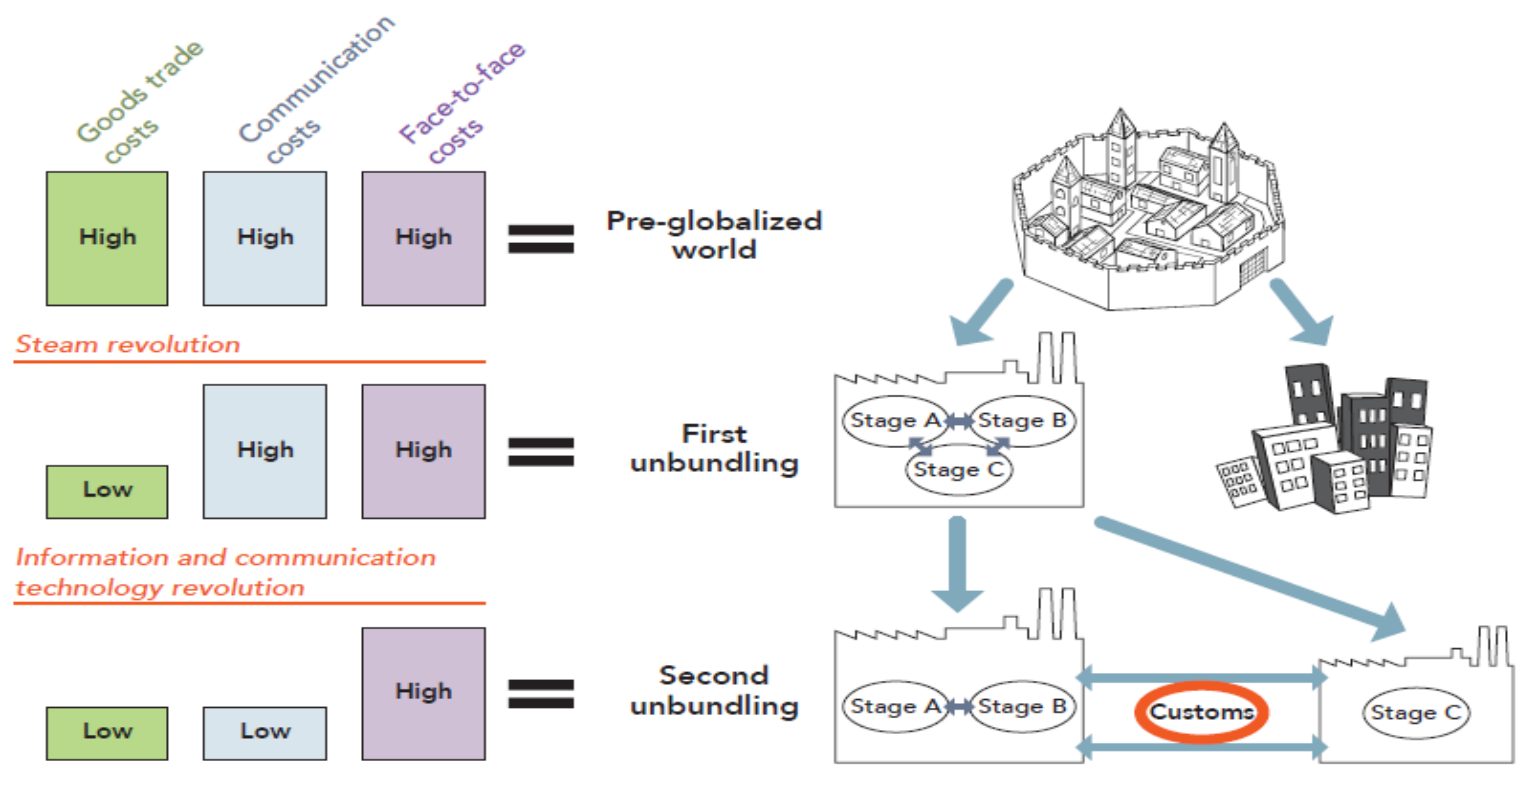 Goods trade
costs
Communication
costs
Face-to-face
costs
High
High
High
Pre-globalized
world
Steam revolution
Low
High
High
First
unbundling
Stage A
Stage B
Stage C
Information and communication
technology revolution
Low
Low
High
Second
unbundling
Stage A
Stage B
Customs
Stage C